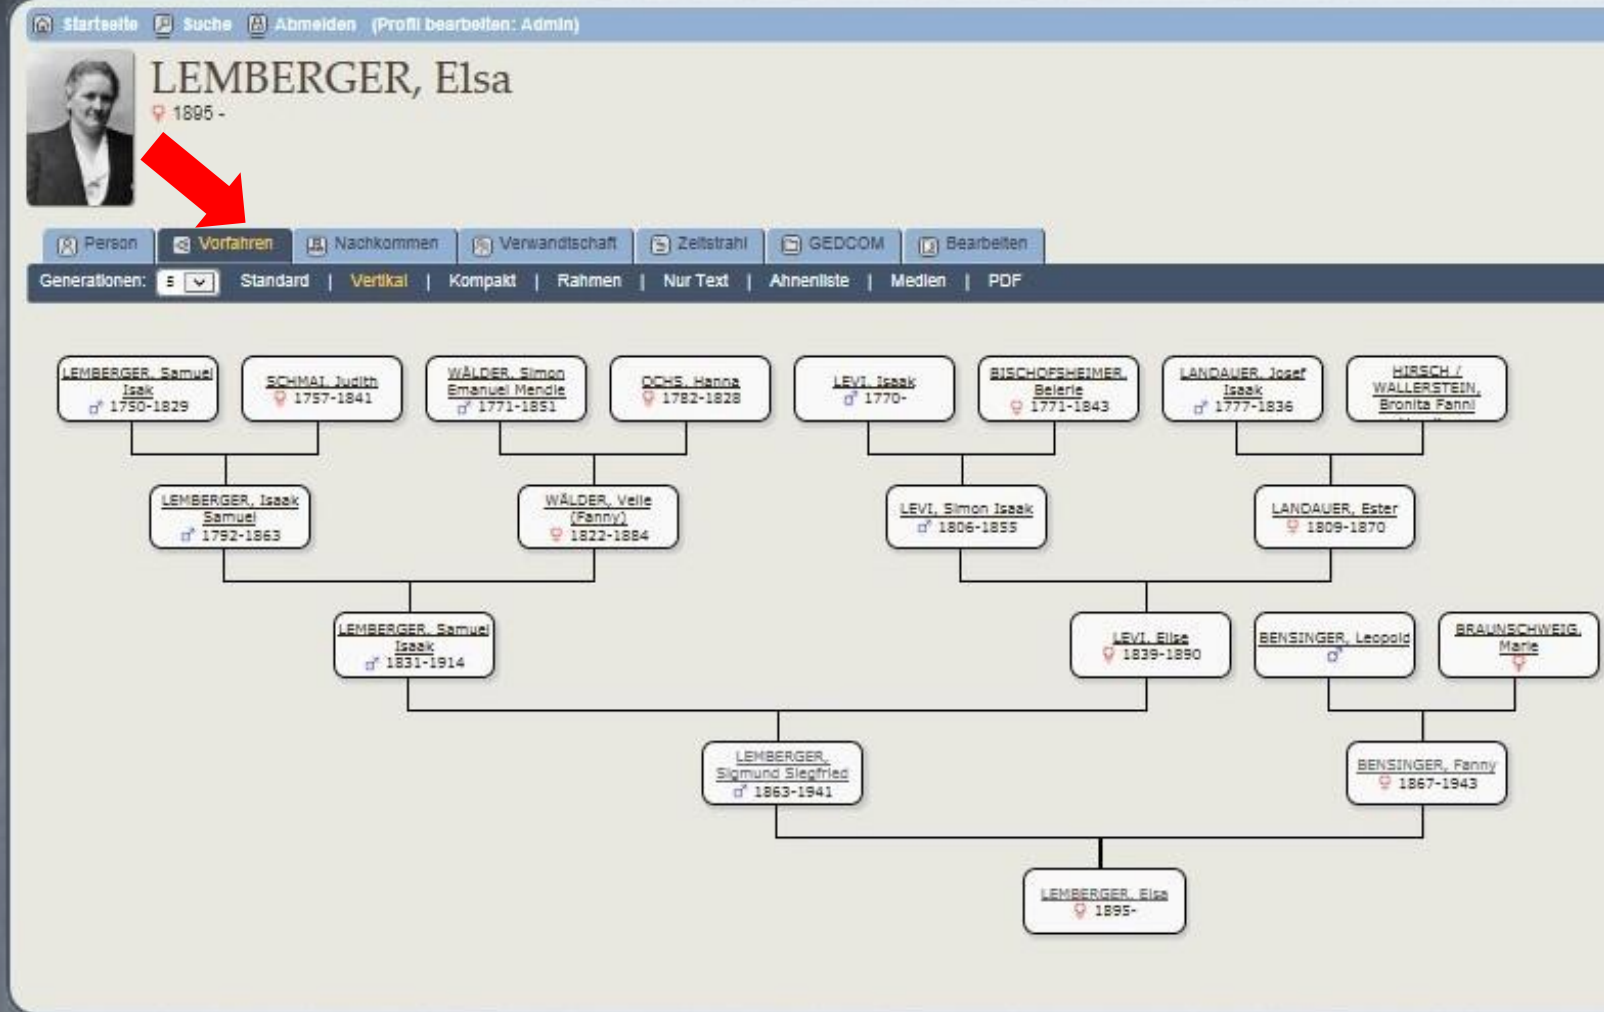 Startseite Suche Abmelden (Profil bearbeiten: Admin)
LEMBERGER, Elsa
♀ 1895 -
Person Vorfahren Nachkommen Verwandtschaft Zeitstrahl GEDCOM Bearbeiten
Generationen: 5 Standard | Vertikal | Kompakt | Rahmen | Nur Text | Ahnenliste | Medien | PDF
LEMBERGER, Samuel
Isak
♂ 1750-1829
SCHMAI, Judith
♀ 1757-1841
WÄLDER, Simon
Emanuel Mendle
♂ 1771-1851
OCHS, Hanna
♀ 1782-1828
LEVI, Isaak
♂ 1770-
BISCHOFSHEIMER,
Beierle
♀ 1771-1843
LANDAUER, Josef
Isaak
♂ 1777-1836
HIRSCH /
WALLERSTEIN,
Bronita Fanni
LEMBERGER, Isaak
Samuel
♂ 1792-1863
WÄLDER, Veile
(Fanny)
♀ 1822-1884
LEVI, Simon Isaak
♂ 1806-1855
LANDAUER, Ester
♀ 1809-1870
LEMBERGER, Samuel
Isaak
♂ 1831-1914
LEVI, Elise
♀ 1839-1890
BENSINGER, Leopold
♂
BRAUNSCHWEIG,
Marie
♀
LEMBERGER,
Sigmund Siegfried
♂ 1863-1941
BENSINGER, Fanny
♀ 1867-1943
LEMBERGER, Elsa
♀ 1895-